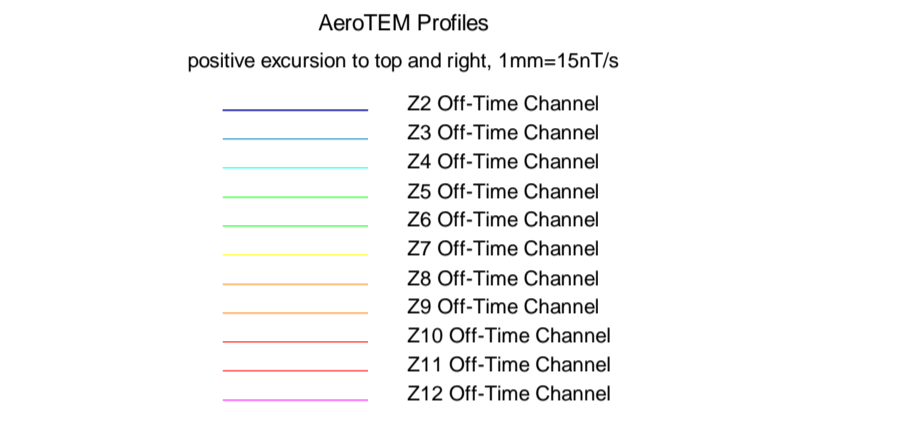 AeroTEM Profiles
positive excursion to top and right, 1mm=15nT/s
Z2 Off-Time Channel
Z3 Off-Time Channel
Z4 Off-Time Channel
Z5 Off-Time Channel
Z6 Off-Time Channel
Z7 Off-Time Channel
Z8 Off-Time Channel
Z9 Off-Time Channel
Z10 Off-Time Channel
Z11 Off-Time Channel
Z12 Off-Time Channel